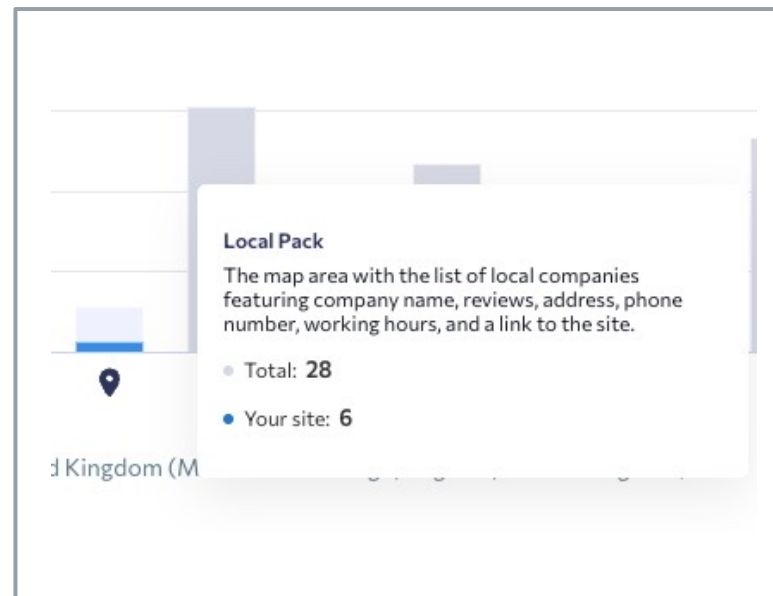 Local Pack
The map area with the list of local companies
featuring company name, reviews, address, phone
number, working hours, and a link to the site.
Total: 28
Your site: 6
d Kingdom (M